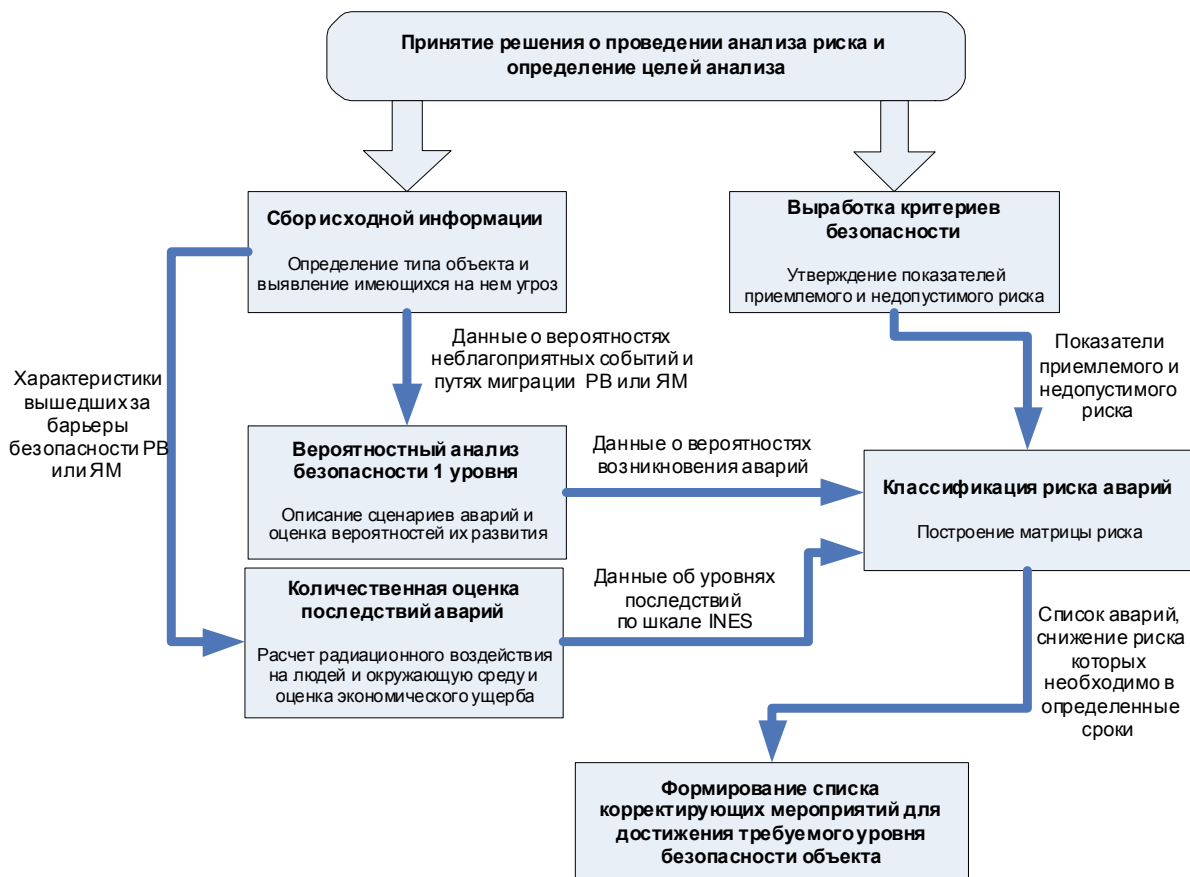 Принятие решения о проведении анализа риска и
определение целей анализа
Сбор исходной информации
Определение типа объекта и
выявление имеющихся на нем угроз
Выработка критериев
безопасности
Утверждение показателей
приемлемого и недопустимого риска
Данные о вероятностях
неблагоприятных событий и
путях миграции РВ или ЯМ
Показатели
приемлемого и
недопустимого
риска
Характеристики
вышедших за
барьеры
безопасности РВ
или ЯМ
Вероятностный анализ
безопасности 1 уровня
Описание сценариев аварий и
оценка вероятностей их развития
Данные о вероятностях
возникновения аварий
Классификация риска аварий
Построение матрицы риска
Количественная оценка
последствий аварий
Расчет радиационного воздействия
на людей и окружающую среду и
оценка экономического ущерба
Данные об уровнях
последствий
по шкале INES
Список аварий,
снижение риска
которых
необходимо в
определенные
сроки
Формирование списка
корректирующих мероприятий для
достижения требуемого уровня
безопасности объекта